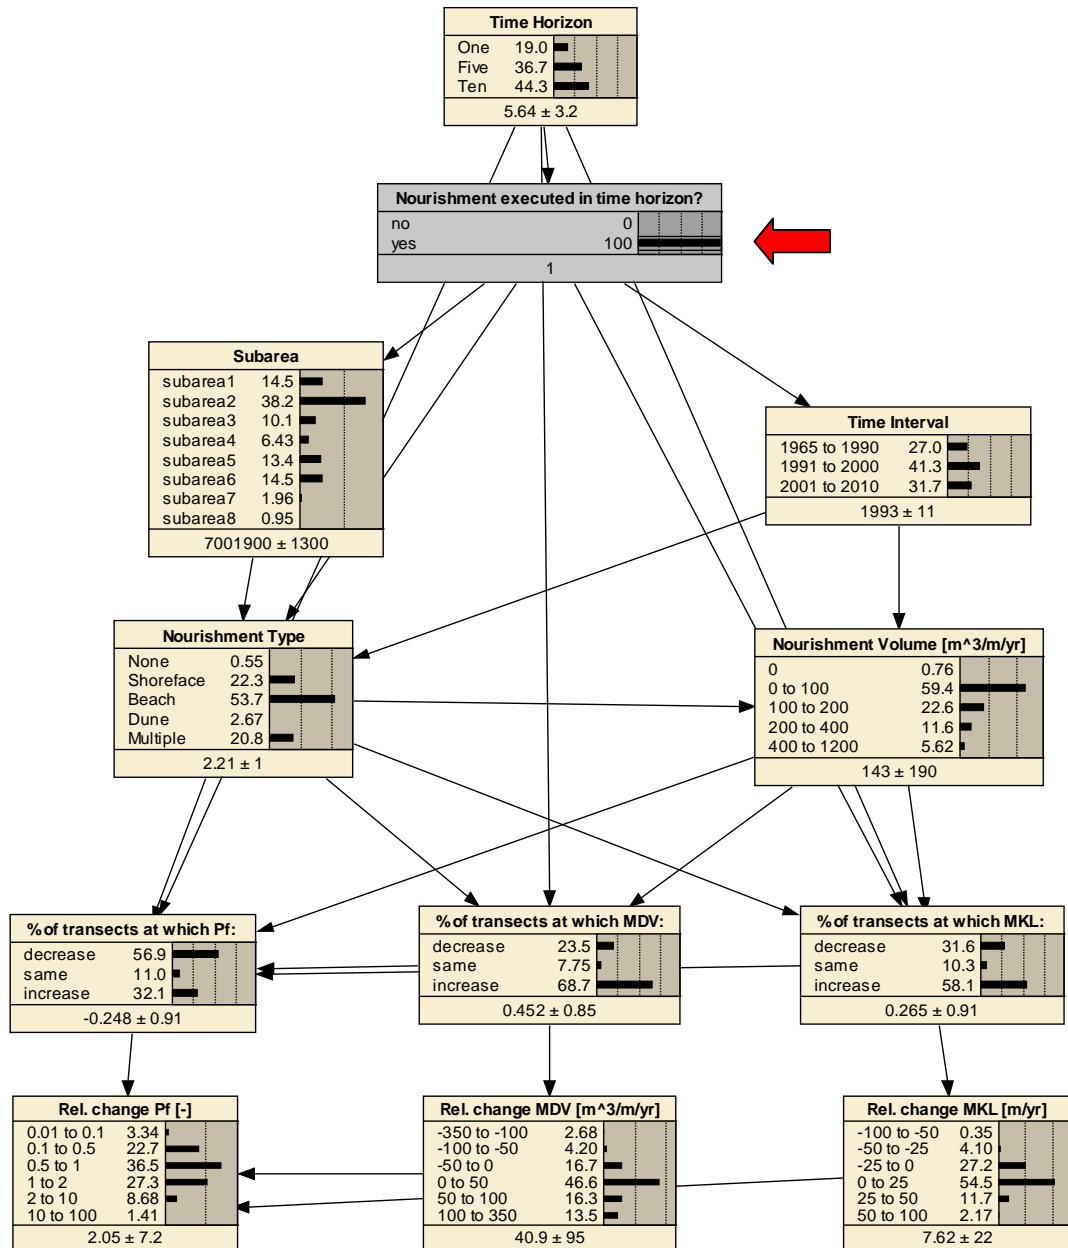 Time Horizon
One 19.0
Five 36.7
Ten 44.3
5.64 ± 3.2
Nourishment executed in time horizon?
no 0
yes 100
1
Subarea
subarea1 14.5
subarea2 38.2
subarea3 10.1
subarea4 6.43
subarea5 13.4
subarea6 14.5
subarea7 1.96
subarea8 0.95
7001900 ± 1300
Time Interval
1965 to 1990 27.0
1991 to 2000 41.3
2001 to 2010 31.7
1993 ± 11
Nourishment Type
None 0.55
Shoreface 22.3
Beach 53.7
Dune 2.67
Multiple 20.8
2.21 ± 1
Nourishment Volume [m^3/m/yr]
0 0.76
0 to 100 59.4
100 to 200 22.6
200 to 400 11.6
400 to 1200 5.62
143 ± 190
% of transects at which Pf:
decrease 56.9
same 11.0
increase 32.1
-0.248 ± 0.91
% of transects at which MDV:
decrease 23.5
same 7.75
increase 68.7
0.452 ± 0.85
% of transects at which MKL:
decrease 31.6
same 10.3
increase 58.1
0.265 ± 0.91
Rel. change Pf [-]
0.01 to 0.1 3.34
0.1 to 0.5 22.7
0.5 to 1 36.5
1 to 2 27.3
2 to 10 8.68
10 to 100 1.41
2.05 ± 7.2
Rel. change MDV [m^3/m/yr]
-350 to -100 2.68
-100 to -50 4.20
-50 to 0 16.7
0 to 50 46.6
50 to 100 16.3
100 to 350 13.5
40.9 ± 95
Rel. change MKL [m/yr]
-100 to -50 0.35
-50 to -25 4.10
-25 to 0 27.2
0 to 25 54.5
25 to 50 11.7
50 to 100 2.17
7.62 ± 22